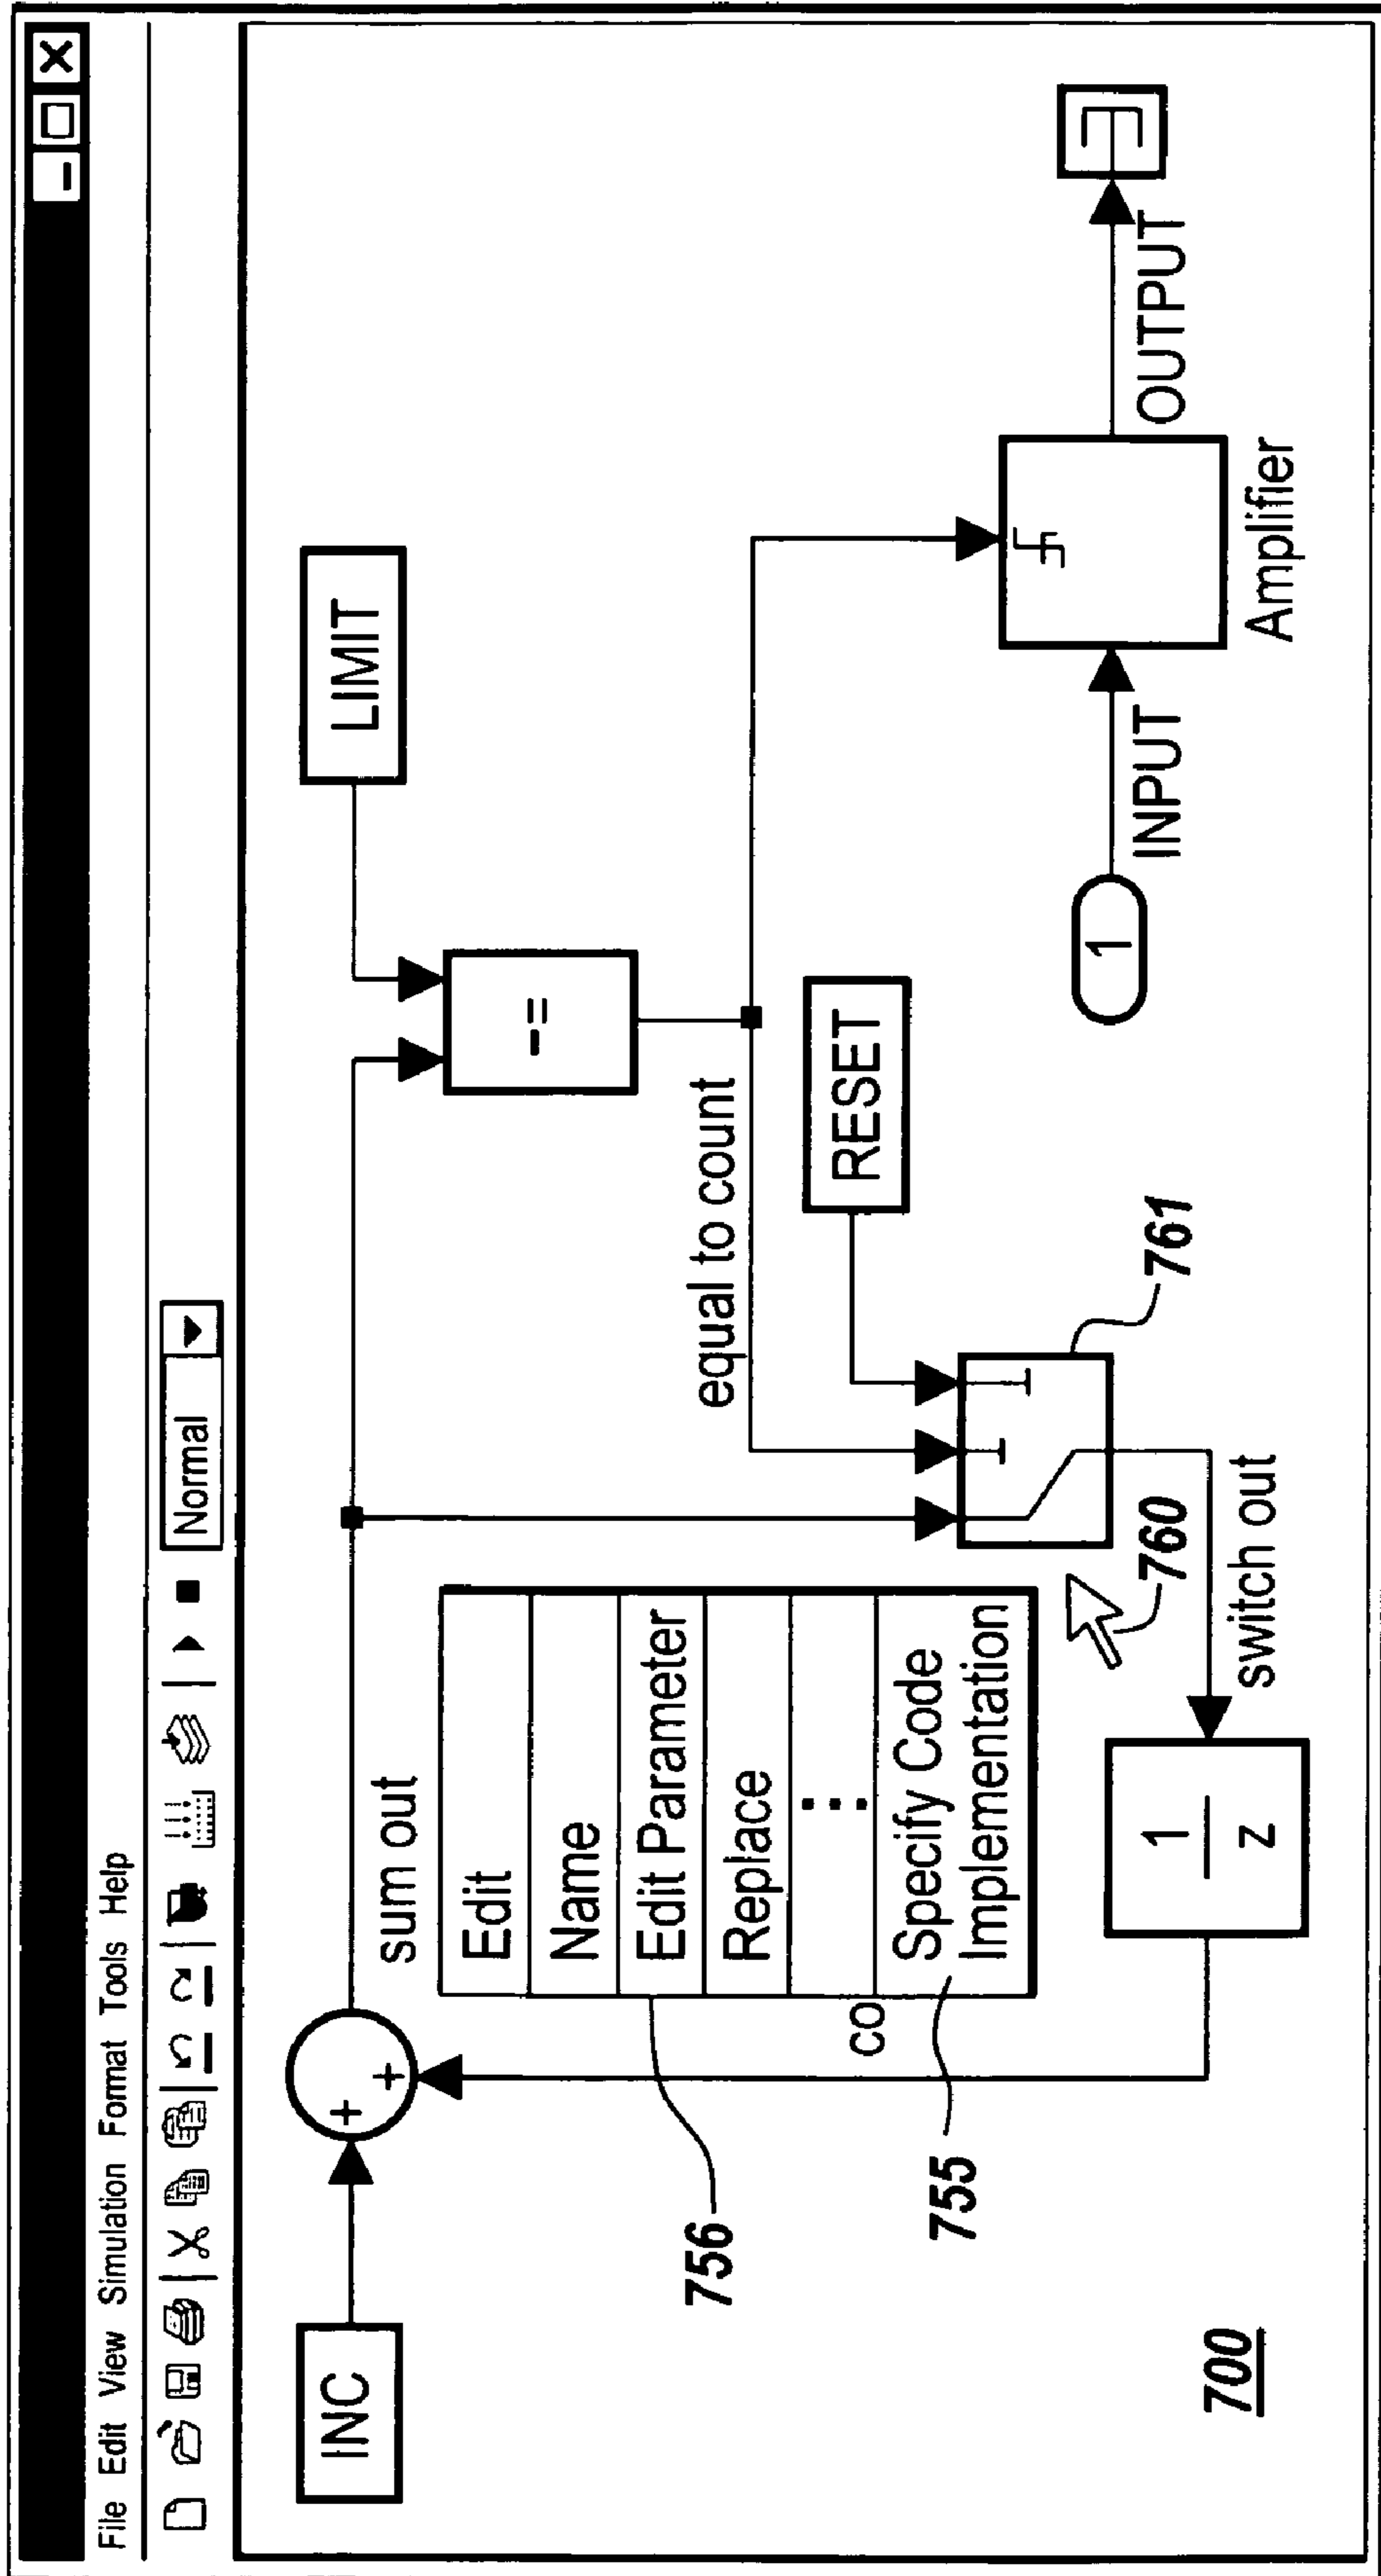 File Edit View Simulation Format Tools Help
Normal
INC
+
+
sum out
LIMIT
-=
equal to count
RESET
Edit
Name
Edit Parameter
Replace
⋮
Specify Code
Implementation
co
756
755
760
761
switch out
1
z
1
INPUT
Amplifier
OUTPUT
700